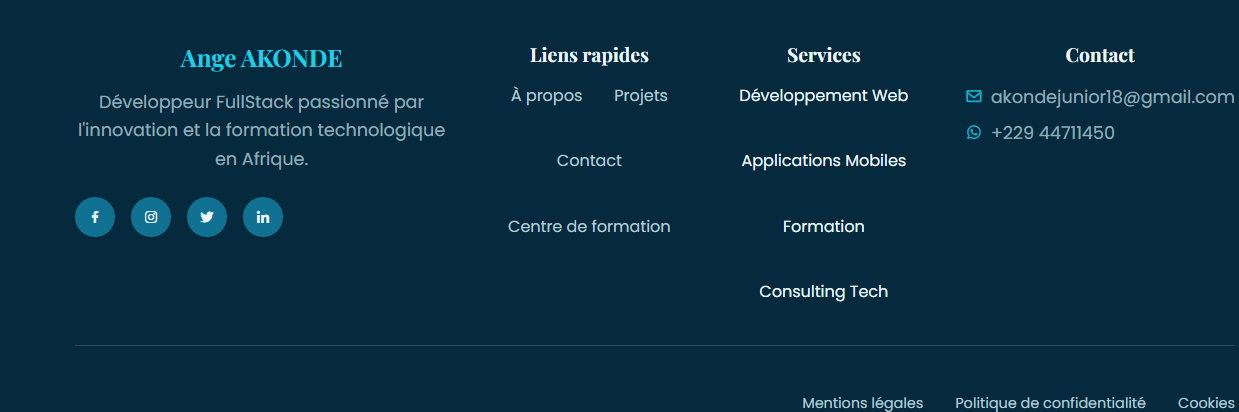 Ange AKONDE
Développeur FullStack passionné par
l'innovation et la formation technologique
en Afrique.
Liens rapides
À propos Projets
Contact
Centre de formation
Services
Développement Web
Applications Mobiles
Formation
Consulting Tech
Contact
akondejunior18@gmail.com
+229 44711450
Mentions légales Politique de confidentialité Cookies